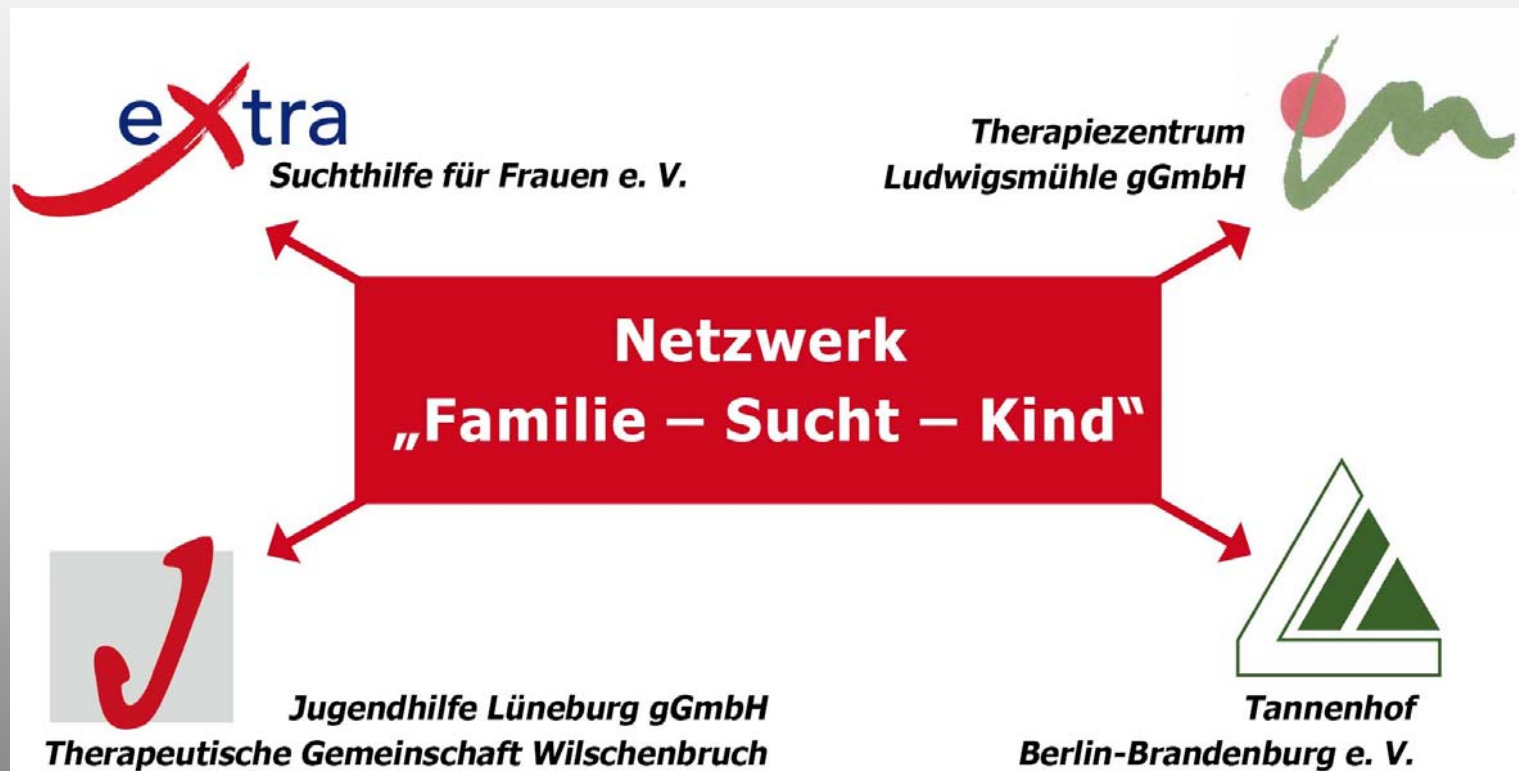 extra
Suchthilfe für Frauen e. V.
Therapiezentrum
Ludwigsmühle gGmbH
Netzwerk
„Familie – Sucht – Kind“
Jugendhilfe Lüneburg gGmbH
Therapeutische Gemeinschaft Wilschenbruch
Tannenhof
Berlin-Brandenburg e. V.